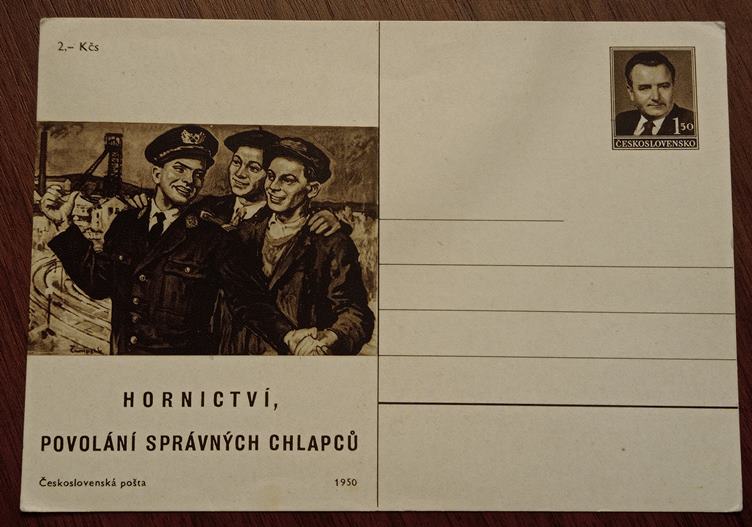 2,– Kčs
HORNICTVÍ,
POVOLÁNÍ SPRÁVNÝCH CHLAPCŮ
Československá pošta
1950
1 50
ČESKOSLOVENSKO